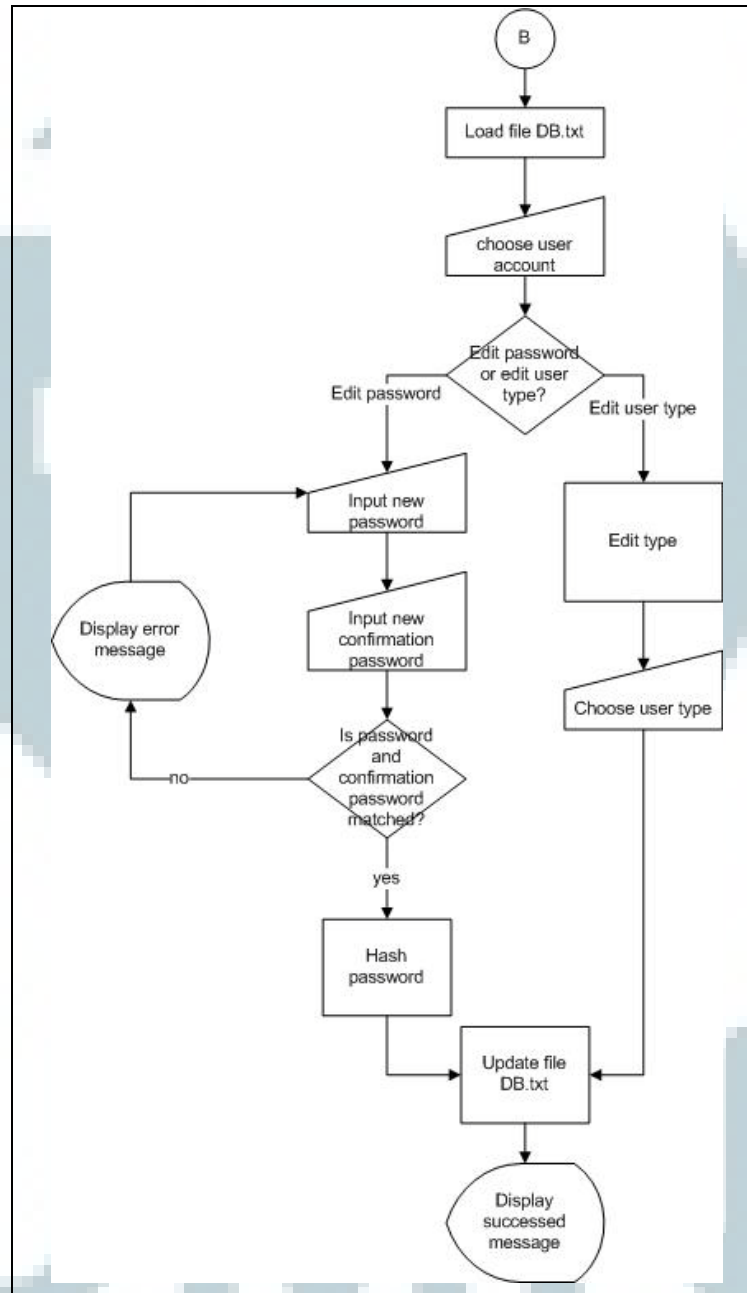 B
Load file DB.txt
choose user
account
Edit password
or edit user
type?
Edit password
Edit user type
Input new
password
Edit type
Input new
confirmation
password
Display error
message
Choose user type
Is password
and
confirmation
password
matched?
no
yes
Hash
password
Update file
DB.txt
Display
successed
message